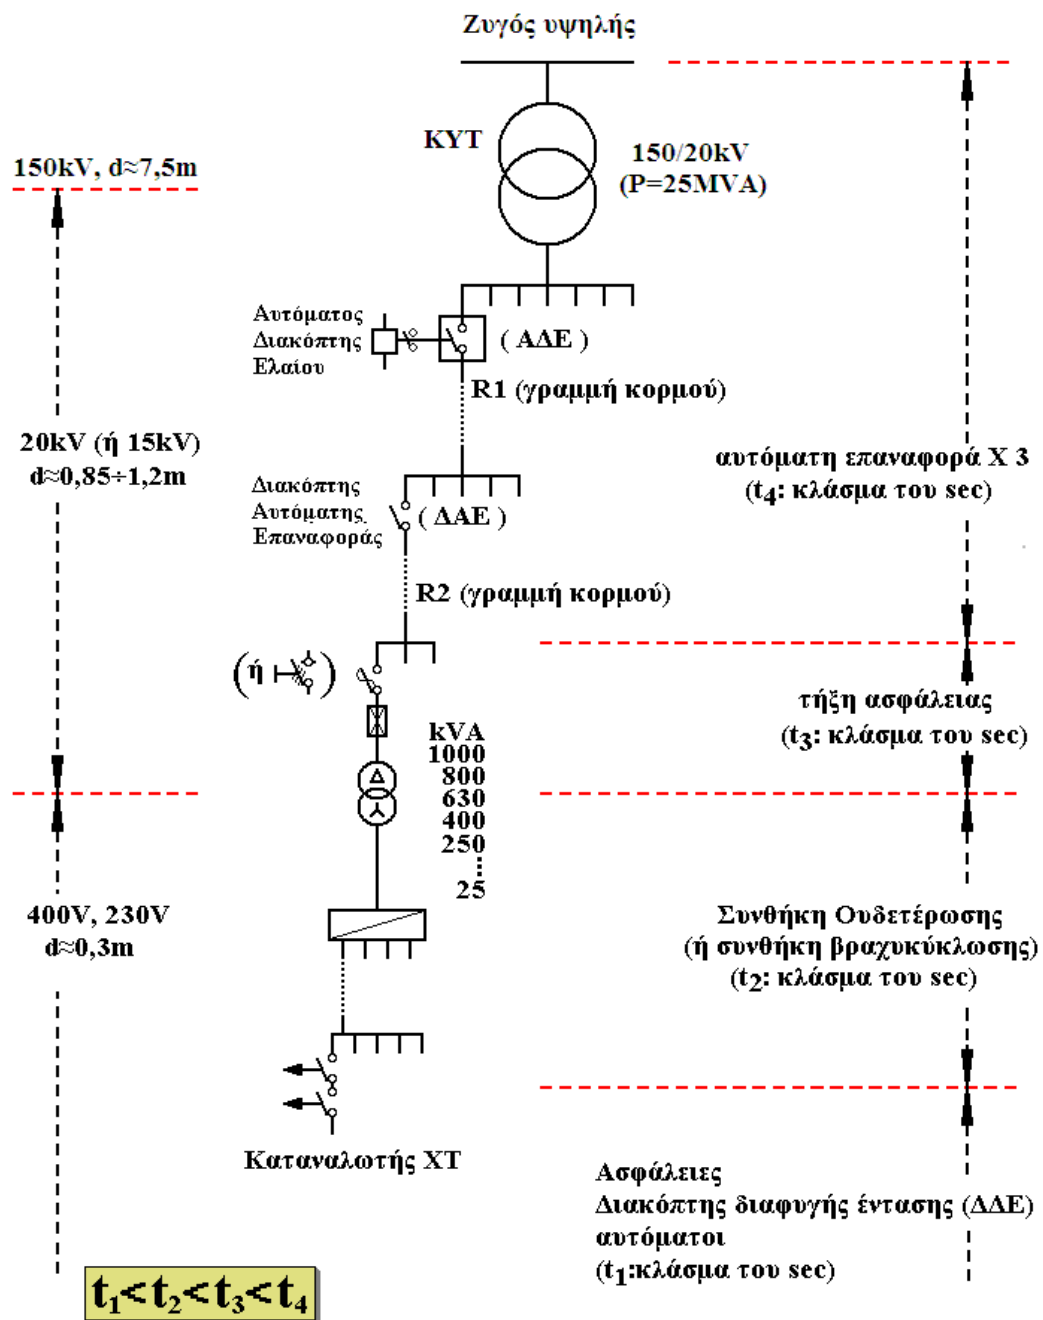 Ζυγός υψηλής
ΚΥΤ
150/20kV
(P=25MVA)
150kV, d≈7,5m
Αυτόματος
Διακόπτης
Ελαίου
( ΑΔΕ )
R1 (γραμμή κορμού)
20kV (ή 15kV)
d≈0,85÷1,2m
αυτόματη επαναφορά Χ 3
(t4: κλάσμα του sec)
Διακόπτης
Αυτόματης
Επαναφοράς
( ΔΑΕ )
R2 (γραμμή κορμού)
(ή )
τήξη ασφάλειας
(t3: κλάσμα του sec)
kVA
1000
800
630
400
250
25
400V, 230V
d≈0,3m
Συνθήκη Ουδετέρωσης
(ή συνθήκη βραχυκύκλωσης)
(t2: κλάσμα του sec)
Καταναλωτής ΧΤ
Ασφάλειες
Διακόπτης διαφυγής έντασης (ΔΔΕ)
αυτόματοι
(t1:κλάσμα του sec)
t1<t2<t3<t4